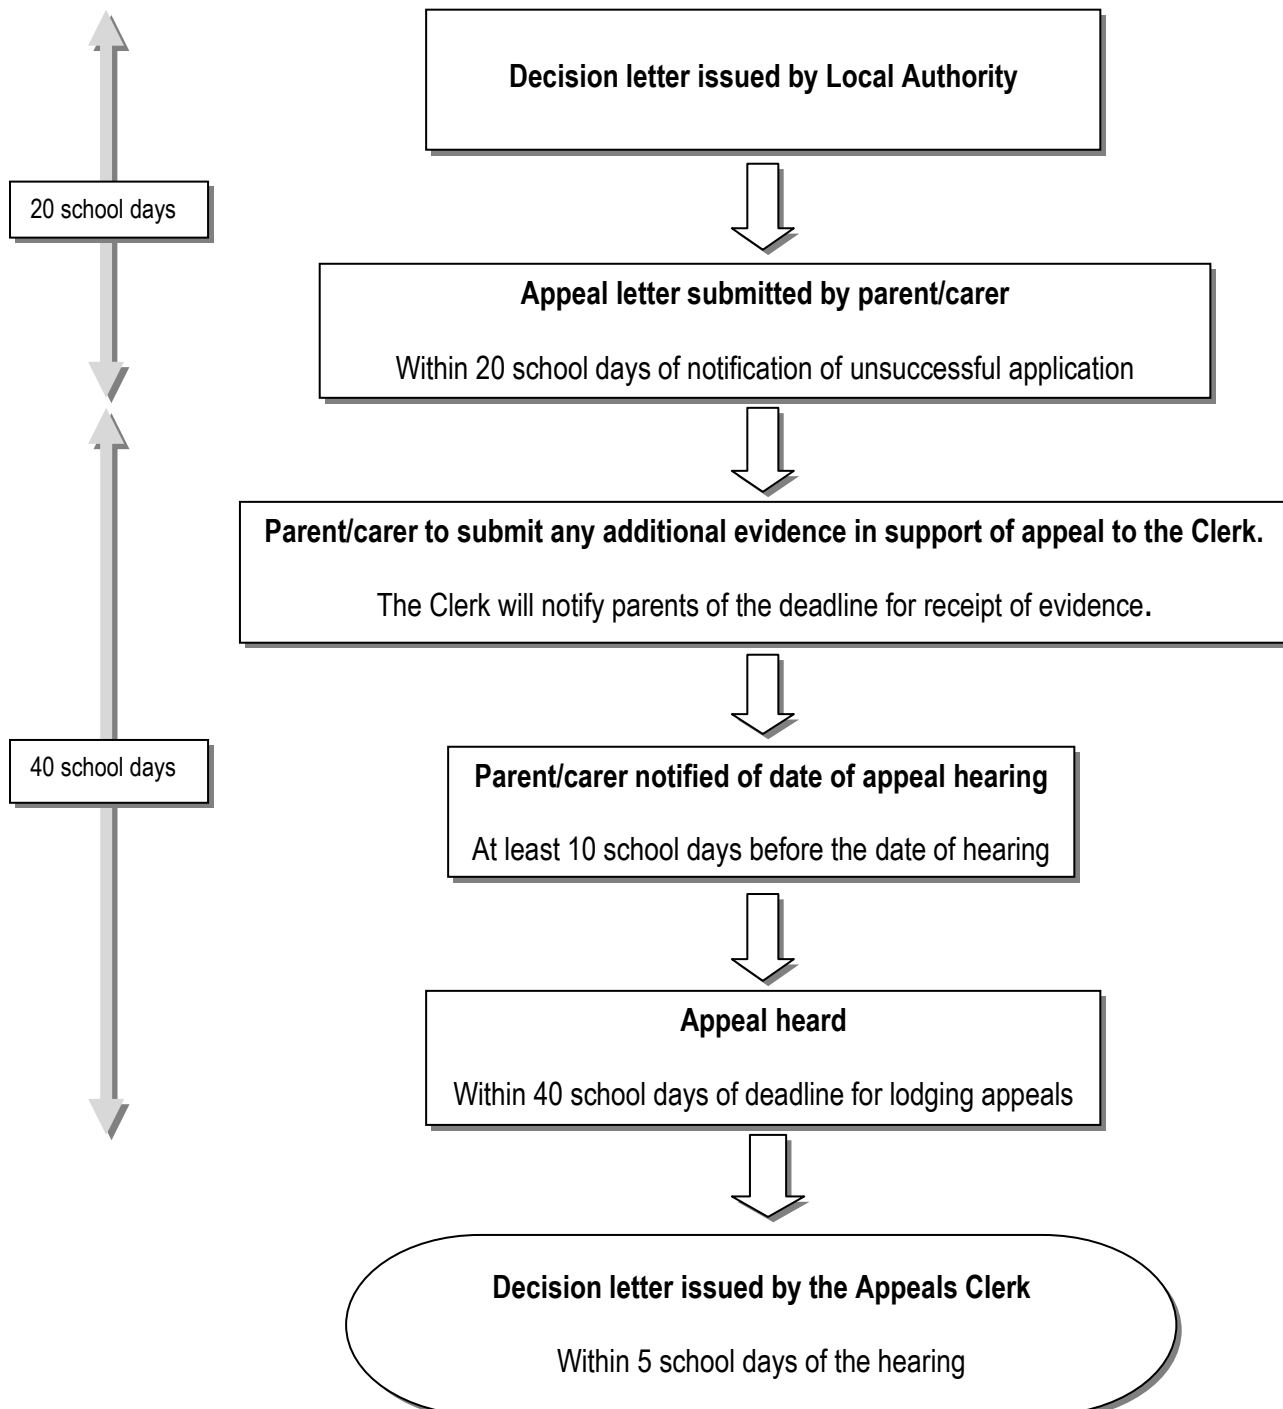 Decision letter issued by Local Authority
20 school days
Appeal letter submitted by parent/carer
Within 20 school days of notification of unsuccessful application
Parent/carer to submit any additional evidence in support of appeal to the Clerk.
The Clerk will notify parents of the deadline for receipt of evidence.
40 school days
Parent/carer notified of date of appeal hearing
At least 10 school days before the date of hearing
Appeal heard
Within 40 school days of deadline for lodging appeals
Decision letter issued by the Appeals Clerk
Within 5 school days of the hearing